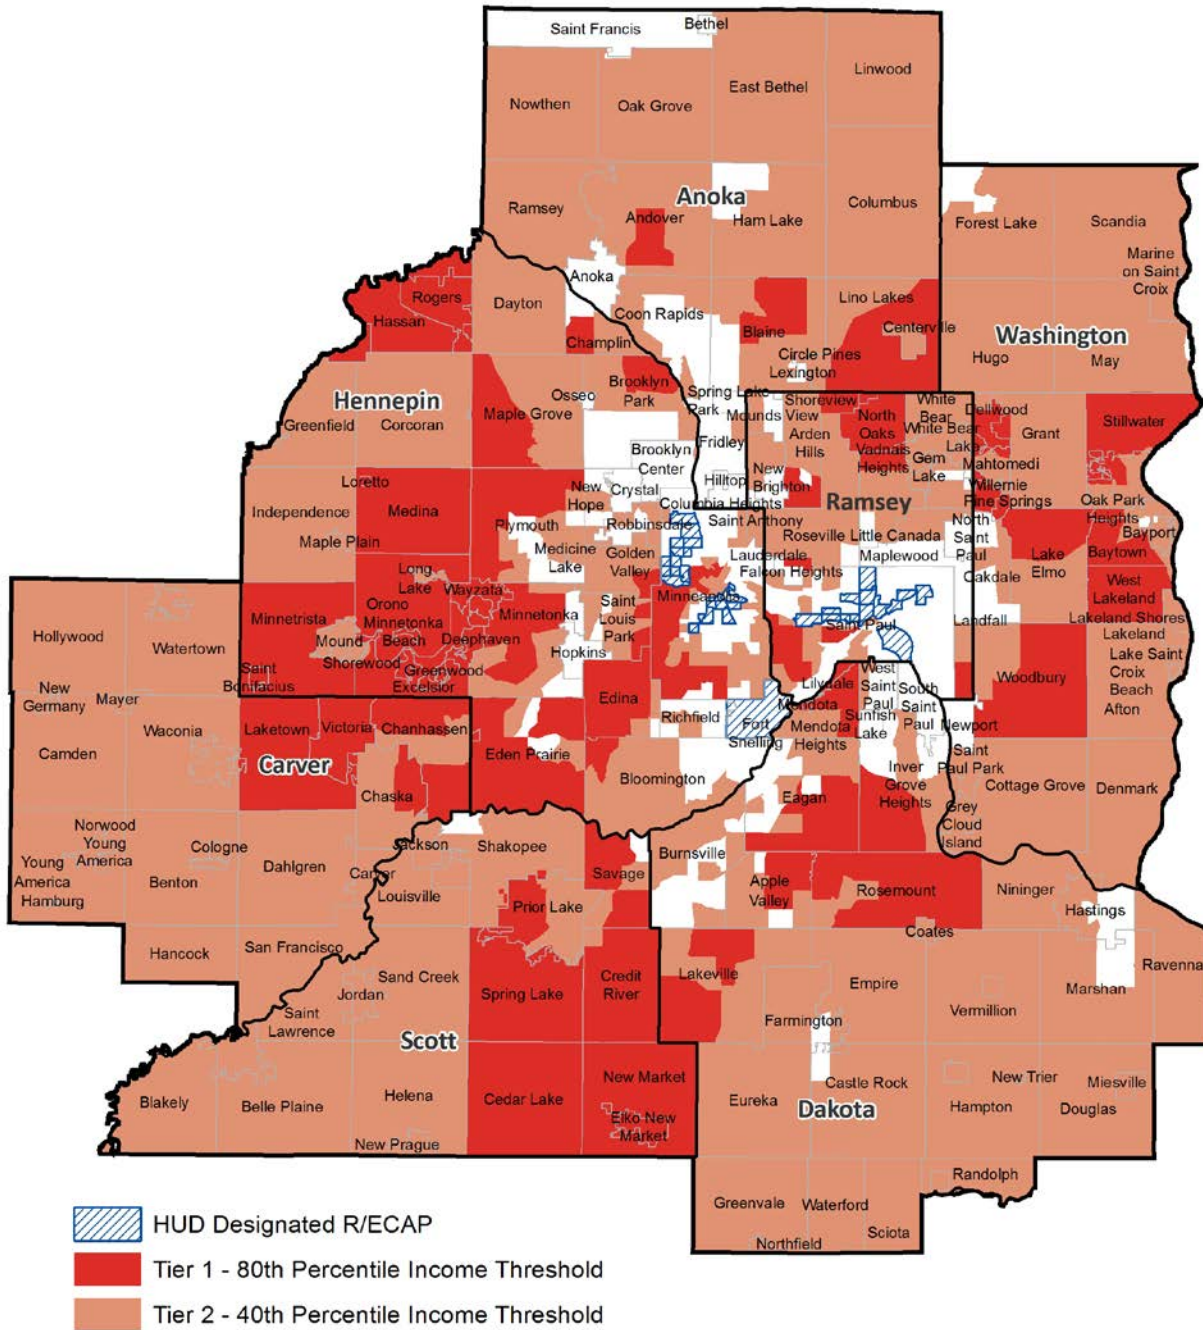 Saint Francis
Bethel
Linwood
East Bethel
Nowthen
Oak Grove
Anoka
Ramsey
Andover
Ham Lake
Columbus
Forest Lake
Scandia
Marine
on Saint
Croix
Anoka
Rogers
Hassan
Dayton
Coon Rapids
Lino Lakes
Centerville
Champlin
Blaine
Washington
Hugo
May
Circle Pines
Lexington
Hennepin
Brooklyn
Park
Osseo
Maple Grove
Spring Lake
Park
Mounds
View
Shoreview
North
Oaks
White
Bear
White Bear
Lake
Dellwood
Stillwater
Greenfield
Corcoran
Fridley
Arden
Hills
Vadnais
Heights
Gem
Lake
Grant
Mahtomedi
Willernie
Pine Springs
Brooklyn
Center
New
Brighton
Hilltop
Loretto
Crystal
Columbia Heights
New
Hope
Medina
Independence
Maple Plain
Plymouth
Robbinsdale
Saint Anthony
Ramsey
Roseville
Little Canada
North
Saint
Paul
Oak Park
Heights
Bayport
Medicine
Lake
Golden
Valley
Lauderdale
Falcon Heights
Maplewood
Oakdale
Lake
Elmo
Baytown
Long
Lake
Wayzata
Minneapolis
West
Lakeland
Lakeland Shores
Minnetrista
Orono
Minnetonka
Beach
Minnetonka
Saint
Louis
Park
Saint Paul
Landfall
Hollywood
Watertown
Mound
Deephaven
Shorewood
Greenwood
Excelsior
Hopkins
Lakeland
Lake Saint
Croix
Beach
Afton
Saint
Bonifacius
Woodbury
New
Germany
Mayer
Edina
Lilydale
West
Saint
Paul
South
Saint
Paul
Mendota
Mendota
Heights
Sunfish
Lake
Newport
Laketown
Victoria
Chanhassen
Richfield
Fort
Snelling
Camden
Waconia
Carver
Eden Prairie
Bloomington
Saint
Paul Park
Inver
Grove
Heights
Chaska
Eagan
Cottage Grove
Denmark
Grey
Cloud
Island
Norwood
Young
America
Cologne
Jackson
Shakopee
Burnsville
Young
America
Hamburg
Benton
Dahlgren
Carver
Louisville
Savage
Apple
Valley
Rosemount
Nininger
Hastings
Prior Lake
Coates
Hancock
San Francisco
Sand Creek
Jordan
Spring Lake
Credit
River
Lakeville
Empire
Vermillion
Marshan
Ravenna
Saint
Lawrence
Farmington
Scott
Blakely
Belle Plaine
Helena
Cedar Lake
New Market
Elko New
Market
New Prague
Eureka
Castle Rock
Dakota
New Trier
Hampton
Miesville
Douglas
Greenvale
Waterford
Sciota
Randolph
Northfield
HUD Designated R/ECAP
Tier 1 - 80th Percentile Income Threshold
Tier 2 - 40th Percentile Income Threshold